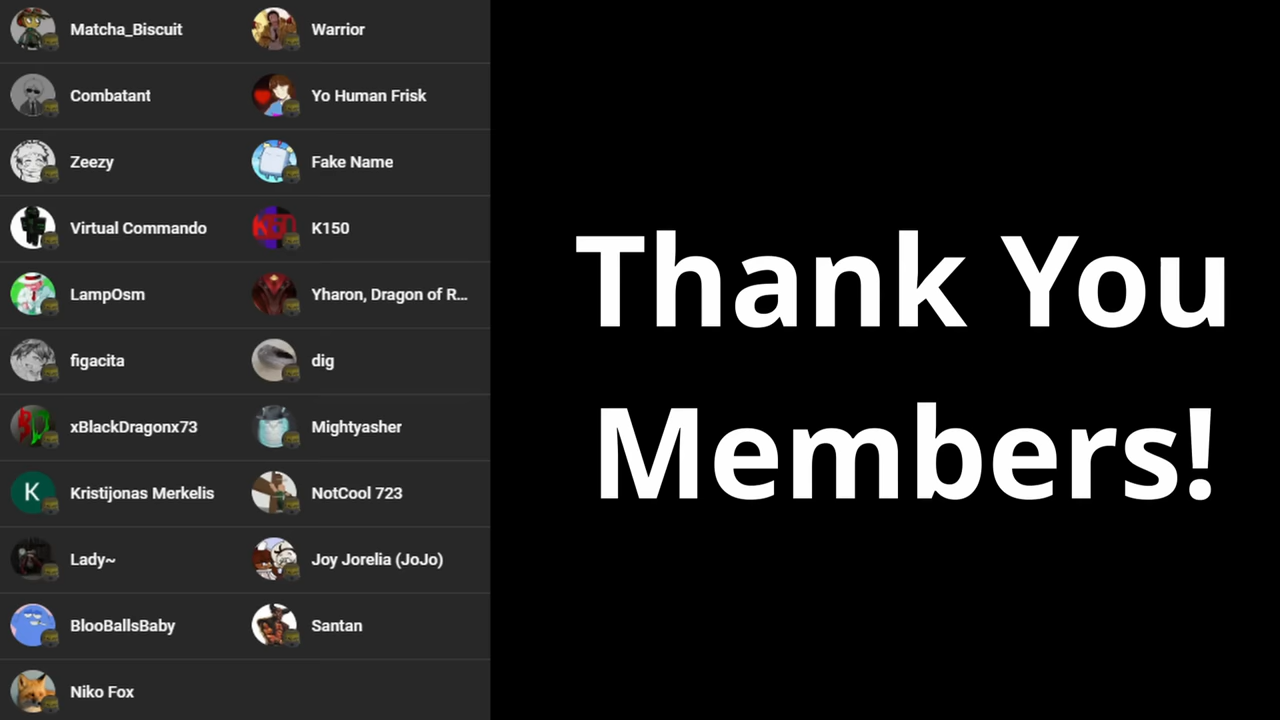 Matcha_Biscuit
Warrior
Combatant
Yo Human Frisk
Zeezy
Fake Name
Virtual Commando
K150
K150
LampOsm
Yharon, Dragon of R...
figacita
dig
xBlackDragonx73
Mightyasher
K
Kristijonas Merkelis
NotCool 723
Lady~
Joy Jorelia (JoJo)
BlooBallsBaby
Santan
Niko Fox
Thank You
Members!